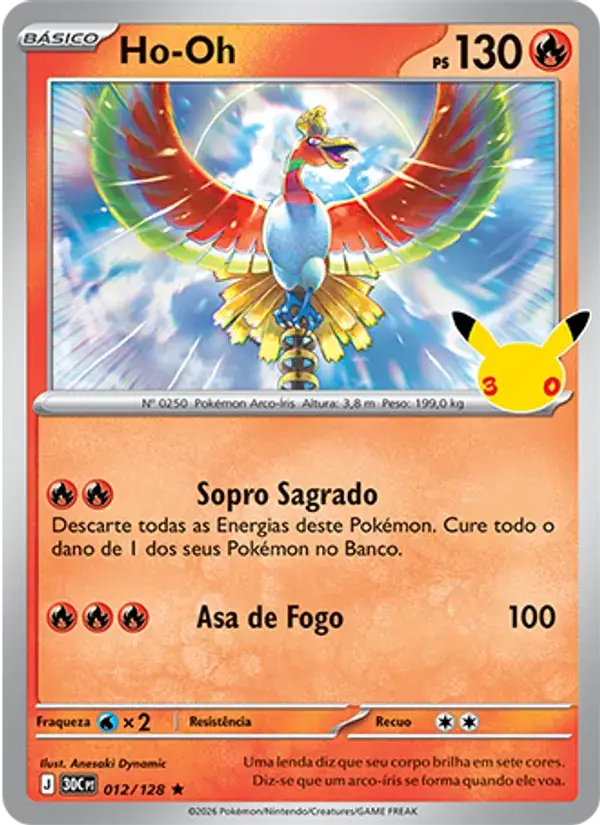 BÁSICO
Ho-Oh
PS 130
Nº 0250 Pokémon Arco-Íris Altura: 3,8 m Peso: 199,0 kg
3 0
Sopro Sagrado
Descarte todas as Energias deste Pokémon. Cure todo o
dano de 1 dos seus Pokémon no Banco.
Asa de Fogo 100
Fraqueza x2 Resistência Recuo
Ilust. Anesaki Dynamic
Uma lenda diz que seu corpo brilha em sete cores.
Diz-se que um arco-íris se forma quando ele voa.
J 30C PT 012/128 ★
©2026 Pokémon/Nintendo/Creatures/GAME FREAK